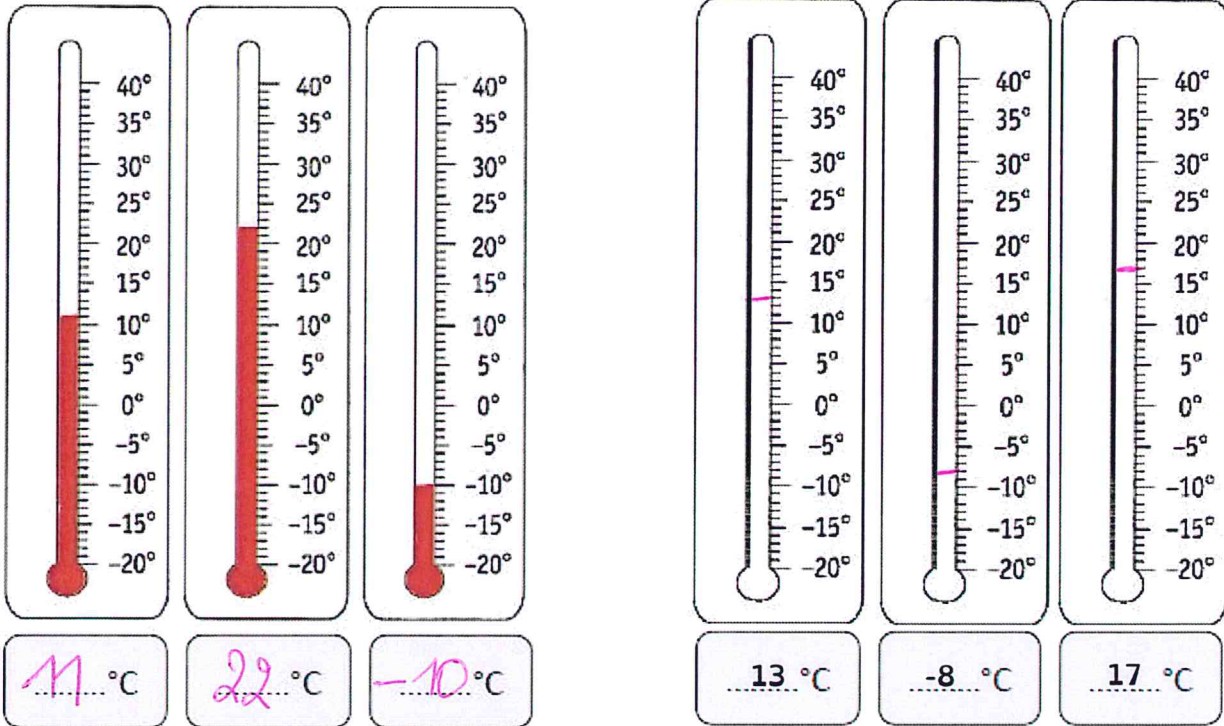 40° 40° 40° 40° 40° 40°
35° 35° 35° 35° 35° 35°
30° 30° 30° 30° 30° 30°
25° 25° 25° 25° 25° 25°
20° 20° 20° 20° 20° 20°
15° 15° 15° 15° 15° 15°
10° 10° 10° 10° 10° 10°
5° 5° 5° 5° 5° 5°
0° 0° 0° 0° 0° 0°
–5° –5° –5° –5° –5° –5°
–10° –10° –10° –10° –10° –10°
–15° –15° –15° –15° –15° –15°
–20° –20° –20° –20° –20° –20°
11 °C 22 °C -10 °C 13 °C -8 °C 17 °C